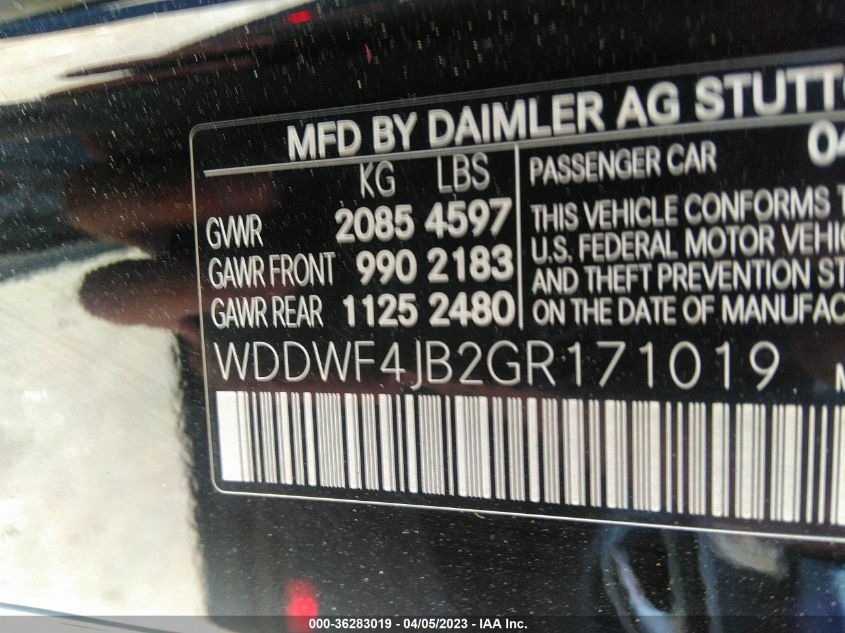 MFD BY DAIMLER AG STUTT
KG LBS
GVWR 2085 4597
GAWR FRONT 990 2183
GAWR REAR 1125 2480
PASSENGER CAR 04
THIS VEHICLE CONFORMS T
U.S. FEDERAL MOTOR VEHIC
AND THEFT PREVENTION ST
ON THE DATE OF MANUFAC
WDDWF4JB2GR171019
000-36283019 - 04/05/2023 - IAA Inc.